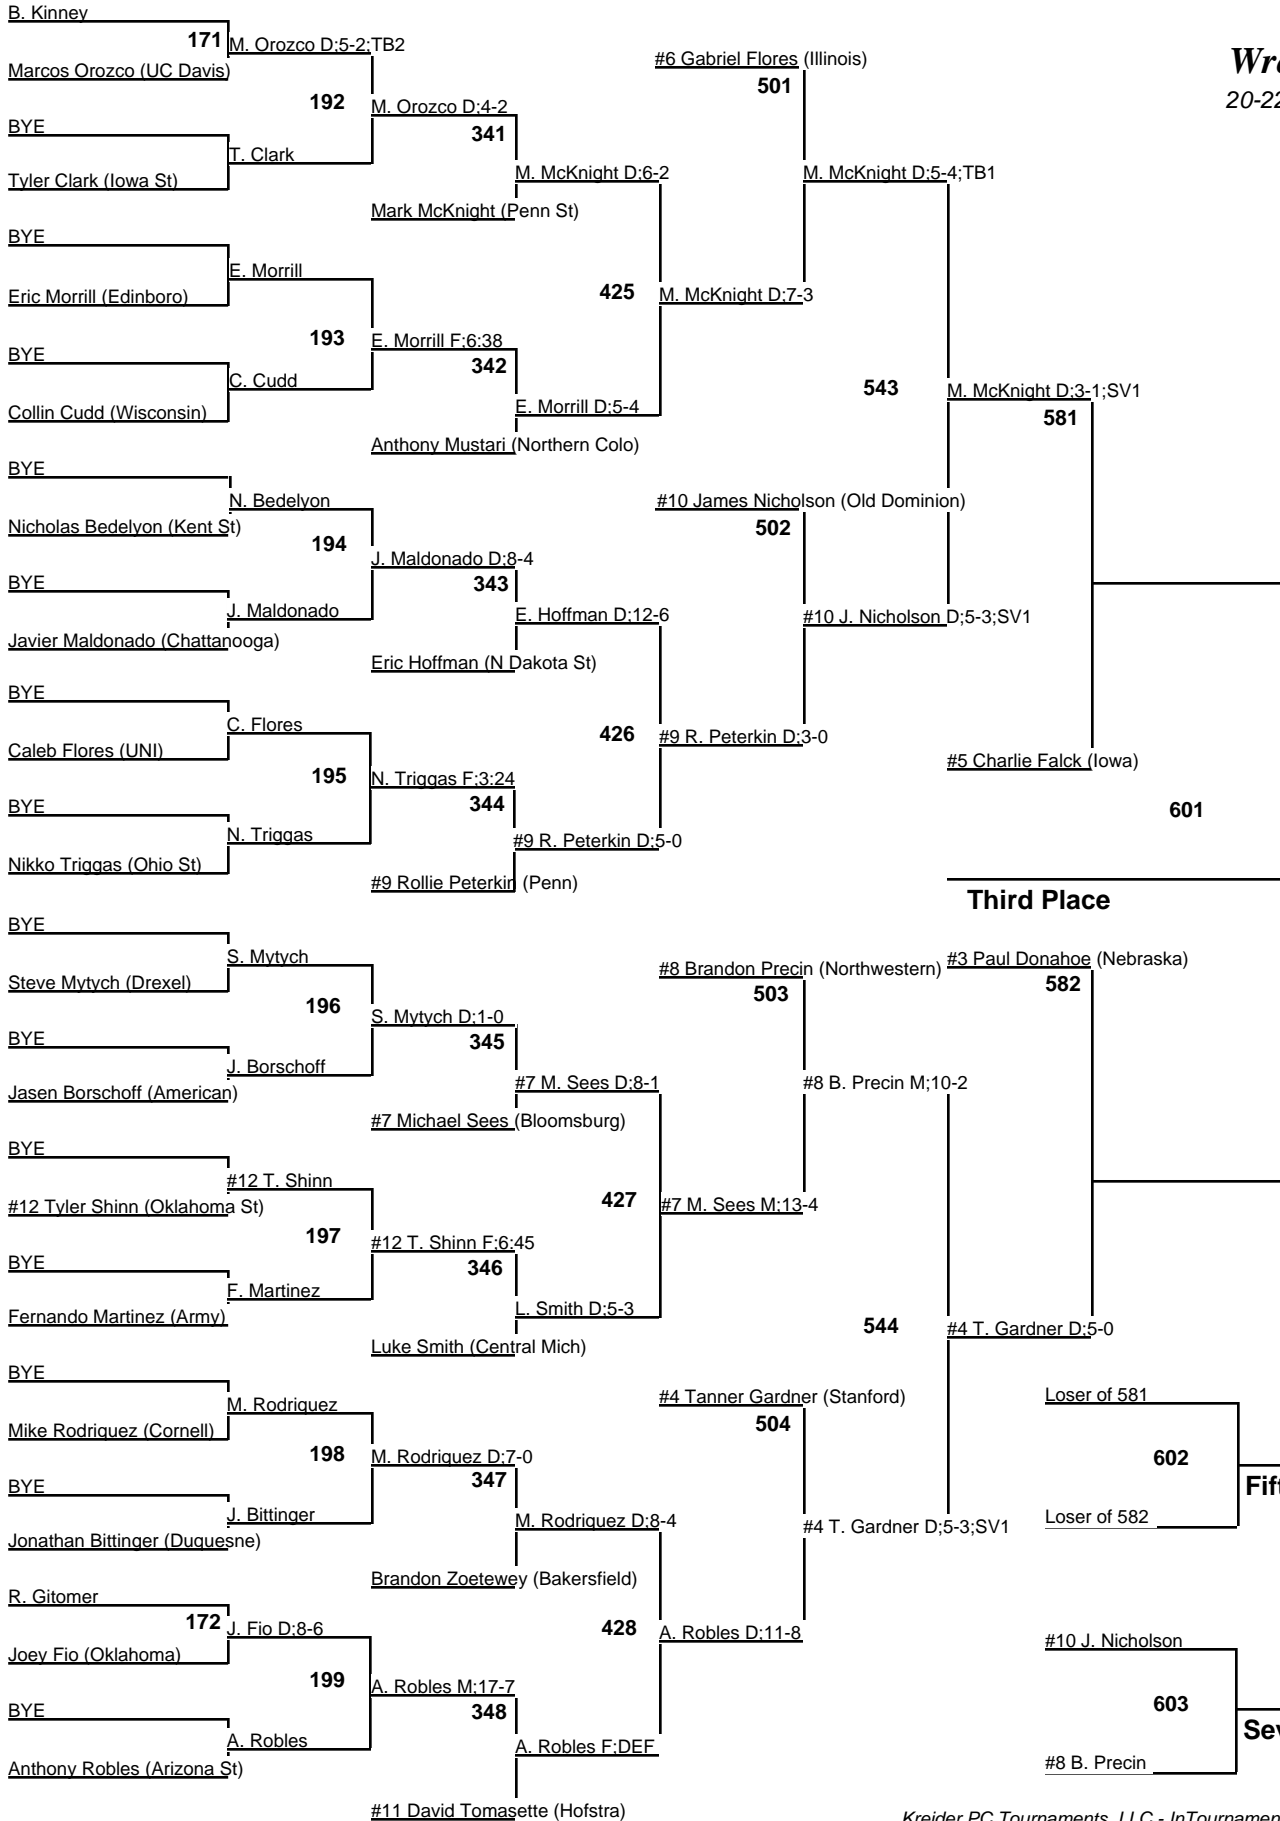 B. Kinney
171 M. Orozco D;5-2;TB2
Marcos Orozco (UC Davis)
192 M. Orozco D;4-2
BYE
T. Clark
Tyler Clark (Iowa St)
341
M. McKnight D;6-2
Mark McKnight (Penn St)
BYE
E. Morrill
Eric Morrill (Edinboro)
193 E. Morrill F;6:38
BYE
C. Cudd
Collin Cudd (Wisconsin)
342
E. Morrill D;5-4
Anthony Mustari (Northern Colo)
425 M. McKnight D;7-3
#6 Gabriel Flores (Illinois)
501
M. McKnight D;5-4;TB1
BYE
N. Bedelyon
Nicholas Bedelyon (Kent St)
194
J. Maldonado D;8-4
BYE
J. Maldonado
Javier Maldonado (Chattanooga)
343
E. Hoffman D;12-6
Eric Hoffman (N Dakota St)
BYE
C. Flores
Caleb Flores (UNI)
195 N. Triggas F;3:24
BYE
N. Triggas
Nikko Triggas (Ohio St)
344
#9 R. Peterkin D;5-0
#9 Rollie Peterkin (Penn)
426 #9 R. Peterkin D;3-0
#10 James Nicholson (Old Dominion)
502
#10 J. Nicholson D;5-3;SV1
543 M. McKnight D;3-1;SV1
581
#5 Charlie Falck (Iowa)
601
Third Place
BYE
S. Mytych
Steve Mytych (Drexel)
196
S. Mytych D;1-0
BYE
J. Borschoff
Jasen Borschoff (American)
345
#7 M. Sees D;8-1
#7 Michael Sees (Bloomsburg)
BYE
#12 T. Shinn
#12 Tyler Shinn (Oklahoma St)
197 #12 T. Shinn F;6:45
BYE
F. Martinez
Fernando Martinez (Army)
346
L. Smith D;5-3
Luke Smith (Central Mich)
427 #7 M. Sees M;13-4
#8 Brandon Precin (Northwestern)
503
#8 B. Precin M;10-2
BYE
M. Rodriquez
Mike Rodriquez (Cornell)
198 M. Rodriquez D;7-0
BYE
J. Bittinger
Jonathan Bittinger (Duquesne)
347
M. Rodriquez D;8-4
Brandon Zoetewey (Bakersfield)
R. Gitomer
172 J. Fio D;8-6
Joey Fio (Oklahoma)
199 A. Robles M;17-7
BYE
A. Robles
Anthony Robles (Arizona St)
348
A. Robles F;DEF
#11 David Tomasette (Hofstra)
428 A. Robles D;11-8
#4 Tanner Gardner (Stanford)
504
#4 T. Gardner D;5-3;SV1
544 #4 T. Gardner D;5-0
#3 Paul Donahoe (Nebraska)
582
Loser of 581
602
Loser of 582
#10 J. Nicholson
603
#8 B. Precin
20-22
Kreider PC Tournaments, LLC - InTournamen